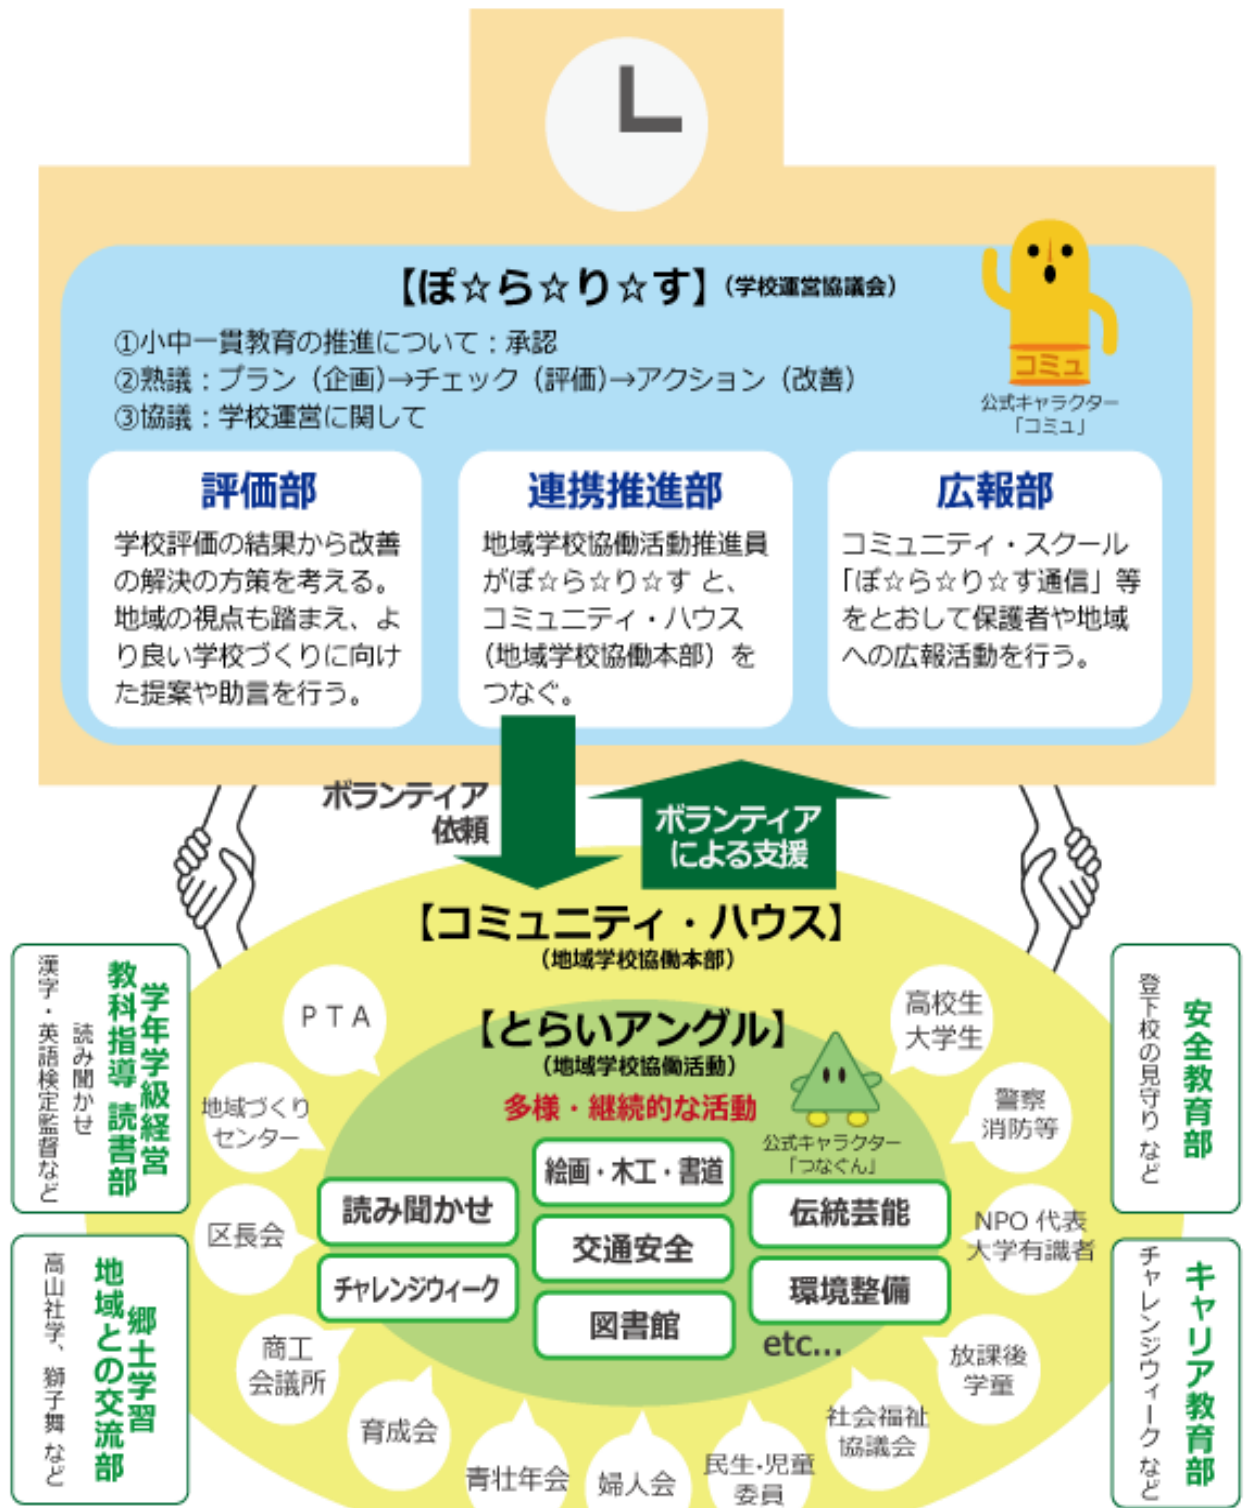 【ぽ☆ら☆り☆す】（学校運営協議会）
①小中一貫教育の推進について：承認
②熟議：プラン（企画)→チェック（評価)→アクション（改善）
③協議：学校運営に関して
コミュ
公式キャラクター
「コミュ」
評価部
学校評価の結果から改善
の解決の方策を考える。
地域の視点も踏まえ、よ
り良い学校づくりに向け
た提案や助言を行う。
連携推進部
地域学校協働活動推進員
がぽ☆ら☆り☆す と、
コミュニティ・ハウス
（地域学校協働本部）を
つなぐ。
広報部
コミュニティ・スクール
「ぽ☆ら☆り☆す通信」等
をとおして保護者や地域
への広報活動を行う。
ボランティア
依頼
ボランティア
による支援
【コミュニティ・ハウス】
（地域学校協働本部）
【とらいアングル】
（地域学校協働活動）
多様・継続的な活動
公式キャラクター
「つなぐん」
読み聞かせ
チャレンジウィーク
絵画・木工・書道
交通安全
図書館
伝統芸能
環境整備
etc...
PTA
地域づくり
センター
区長会
商工
会議所
育成会
青壮年会
婦人会
民生・児童
委員
社会福祉
協議会
放課後
学童
NPO 代表
大学有識者
警察
消防等
高校生
大学生
学年学級経営
教科指導 読書部
読み聞かせ
漢字・英語検定監督など
郷土学習
地域との交流部
高山社学、獅子舞 など
安全教育部
登下校の見守り など
キャリア教育部
チャレンジウィーク など